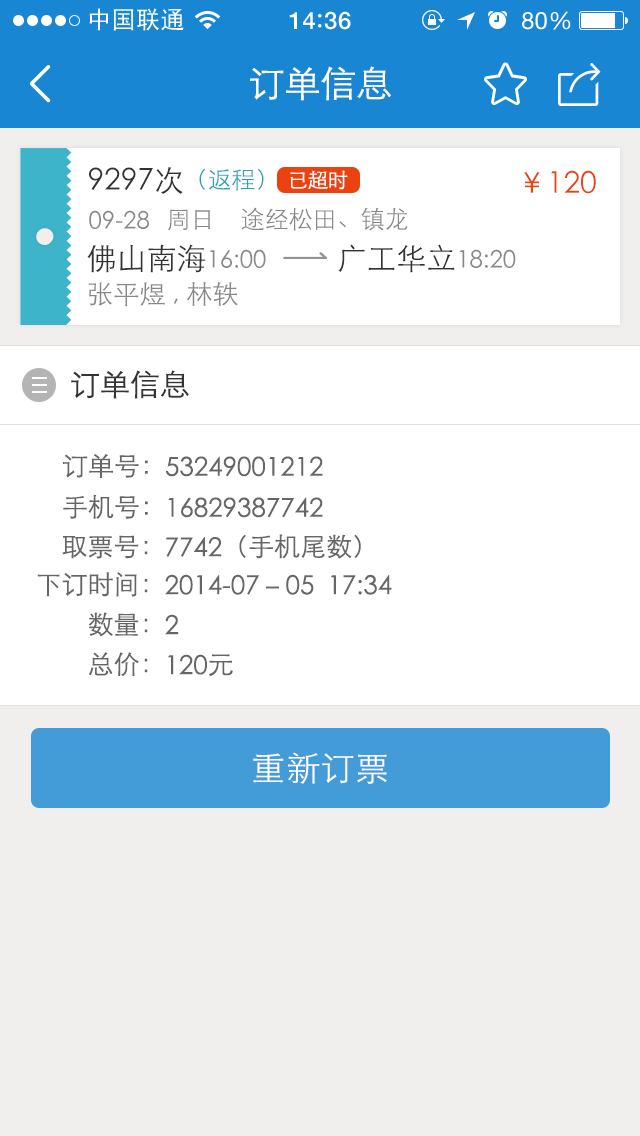 中国联通 14:36 80%
订单信息
9297次（返程）已超时 ¥120
09-28 周日 途经松田、镇龙
佛山南海16:00 广工华立18:20
张平煜，林轶
订单信息
订单号：53249001212
手机号：16829387742
取票号：7742（手机尾数）
下订时间：2014-07–05 17:34
数量：2
总价：120元
重新订票